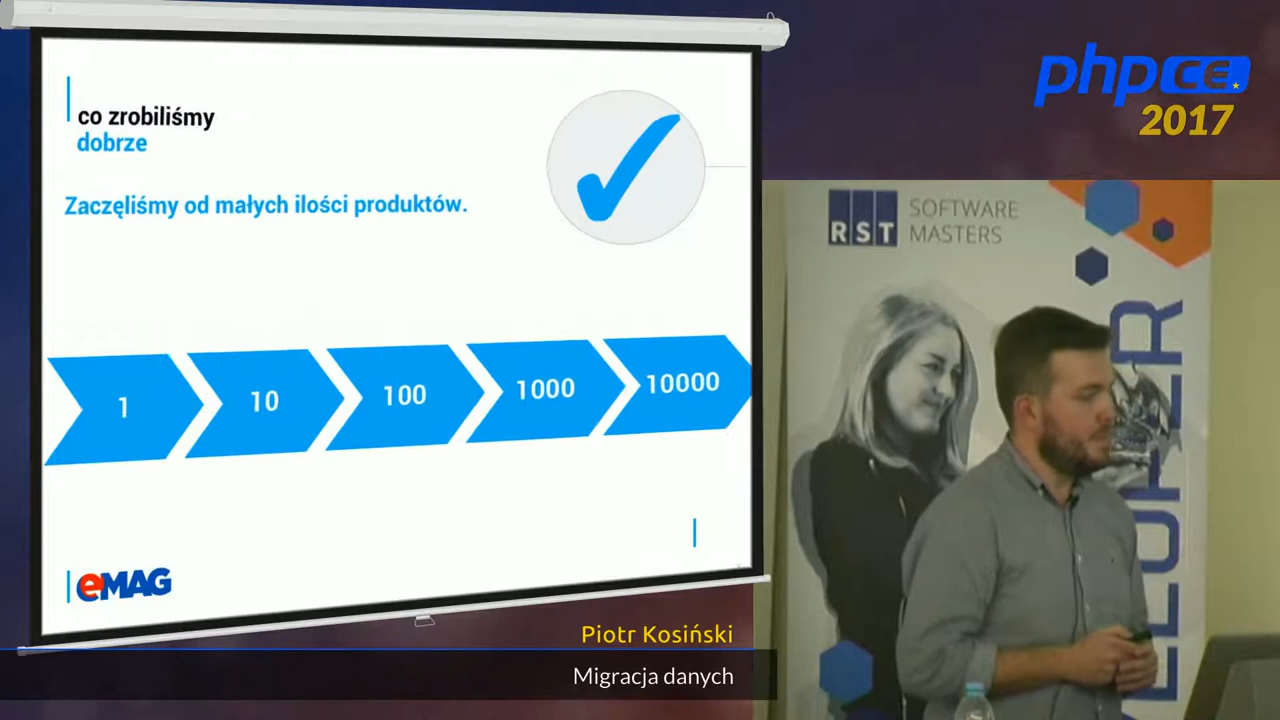 co zrobiliśmy
dobrze
Zaczęliśmy od małych ilości produktów.
1
10
100
1000
10000
eMAG
phpCE
2017
RST
SOFTWARE
MASTERS
Piotr Kosiński
Migracja danych